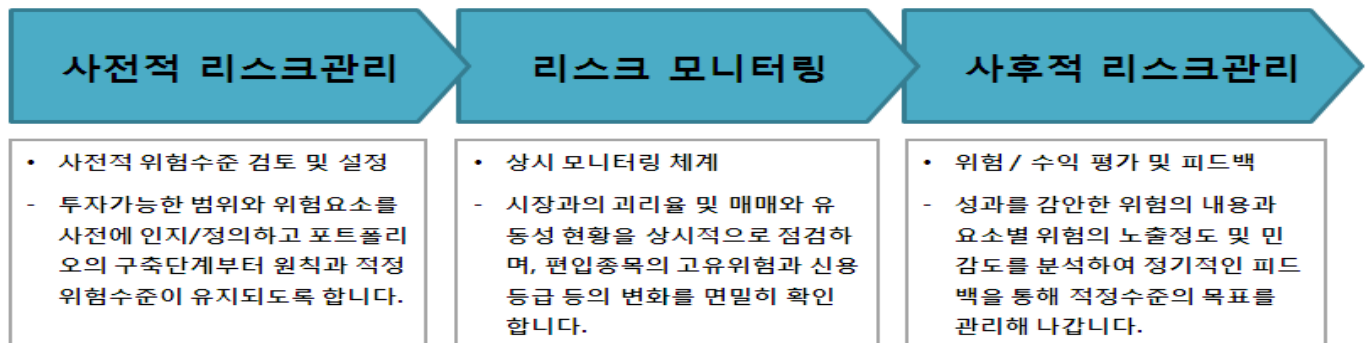 사전적 리스크관리
리스크 모니터링
사후적 리스크관리
• 사전적 위험수준 검토 및 설정
- 투자가능한 범위와 위험요소를
사전에 인지/정의하고 포트폴리
오의 구축단계부터 원칙과 적정
위험수준이 유지되도록 합니다.
• 상시 모니터링 체계
- 시장과의 괴리율 및 매매와 유
동성 현황을 상시적으로 점검하
며, 편입종목의 고유위험과 신용
등급 등의 변화를 면밀히 확인
합니다.
• 위험 / 수익 평가 및 피드백
- 성과를 감안한 위험의 내용과
요소별 위험의 노출정도 및 민
감도를 분석하여 정기적인 피드
백을 통해 적정수준의 목표를
관리해 나갑니다.